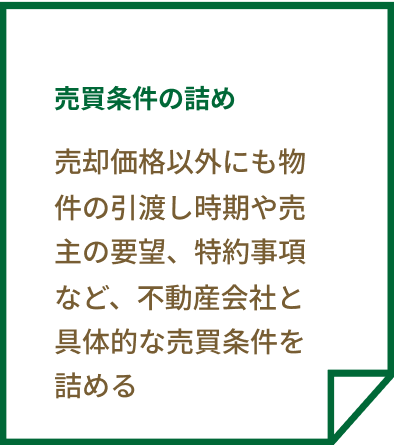 売買条件の詰め
売却価格以外にも物
件の引渡し時期や売
主の要望、特約事項
など、不動産会社と
具体的な売買条件を
詰める